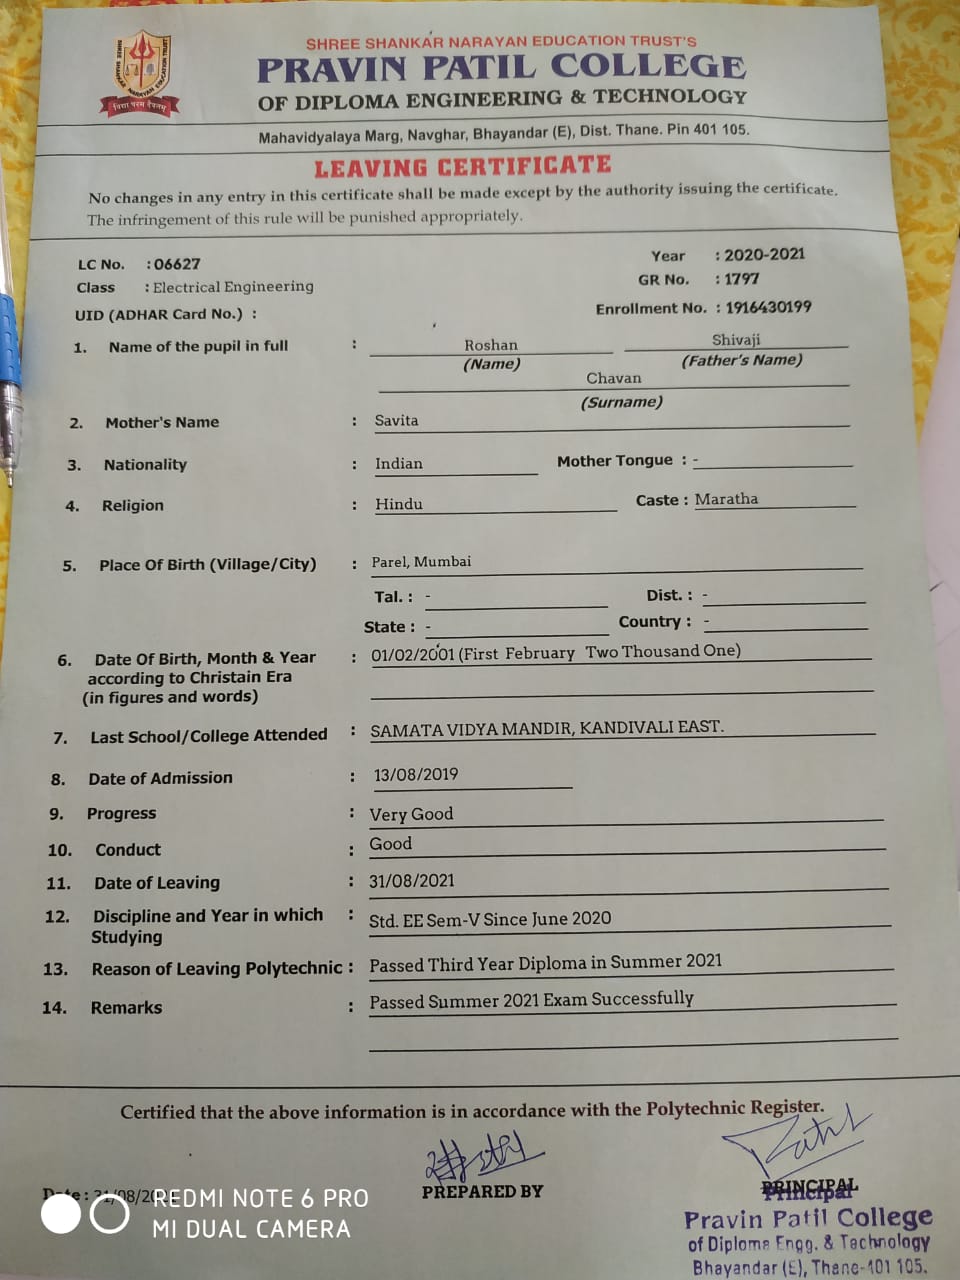 SHREE SHANKAR NARAYAN EDUCATION TRUST'S
PRAVIN PATIL COLLEGE
OF DIPLOMA ENGINEERING & TECHNOLOGY
Mahavidyalaya Marg, Navghar, Bhayandar (E), Dist. Thane. Pin 401 105.
SHREE SHANKAR NARAYAN EDUCATION TRUST
विद्या परम दैवतम्
LEAVING CERTIFICATE
No changes in any entry in this certificate shall be made except by the authority issuing the certificate.
The infringement of this rule will be punished appropriately.
LC No. : 06627 Year : 2020-2021
Class : Electrical Engineering GR No. : 1797
UID (ADHAR Card No.) : Enrollment No. : 1916430199
1. Name of the pupil in full : Roshan Shivaji
(Name) (Father's Name)
Chavan
(Surname)
2. Mother's Name : Savita
3. Nationality : Indian Mother Tongue : -
4. Religion : Hindu Caste : Maratha
5. Place Of Birth (Village/City) : Parel, Mumbai
Tal. : - Dist. : -
State : - Country : -
6. Date Of Birth, Month & Year : 01/02/2001 (First February Two Thousand One)
according to Christain Era
(in figures and words)
7. Last School/College Attended : SAMATA VIDYA MANDIR, KANDIVALI EAST.
8. Date of Admission : 13/08/2019
9. Progress : Very Good
10. Conduct : Good
11. Date of Leaving : 31/08/2021
12. Discipline and Year in which : Std. EE Sem-V Since June 2020
Studying
13. Reason of Leaving Polytechnic : Passed Third Year Diploma in Summer 2021
14. Remarks : Passed Summer 2021 Exam Successfully
Certified that the above information is in accordance with the Polytechnic Register.
Patil
PREPARED BY PRINCIPAL
Principal
Pravin Patil College
of Diploma Engg. & Technology
Bhayandar (E), Thane-401 105.
REDMI NOTE 6 PRO
MI DUAL CAMERA